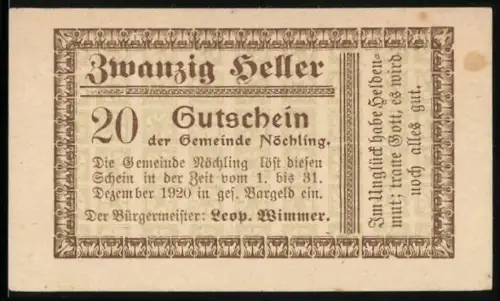 Zwanzig Heller
20 Gutschein
der Gemeinde Nöchling.
Die Gemeinde Nöchling löst diesen
Schein in der Zeit vom 1. bis 31.
Dezember 1920 in ges. Bargeld ein.
Der Bürgermeister: Leop. Wimmer.
Im Unglück habe Helden-
mut; traue Gott, es wird
noch alles gut.